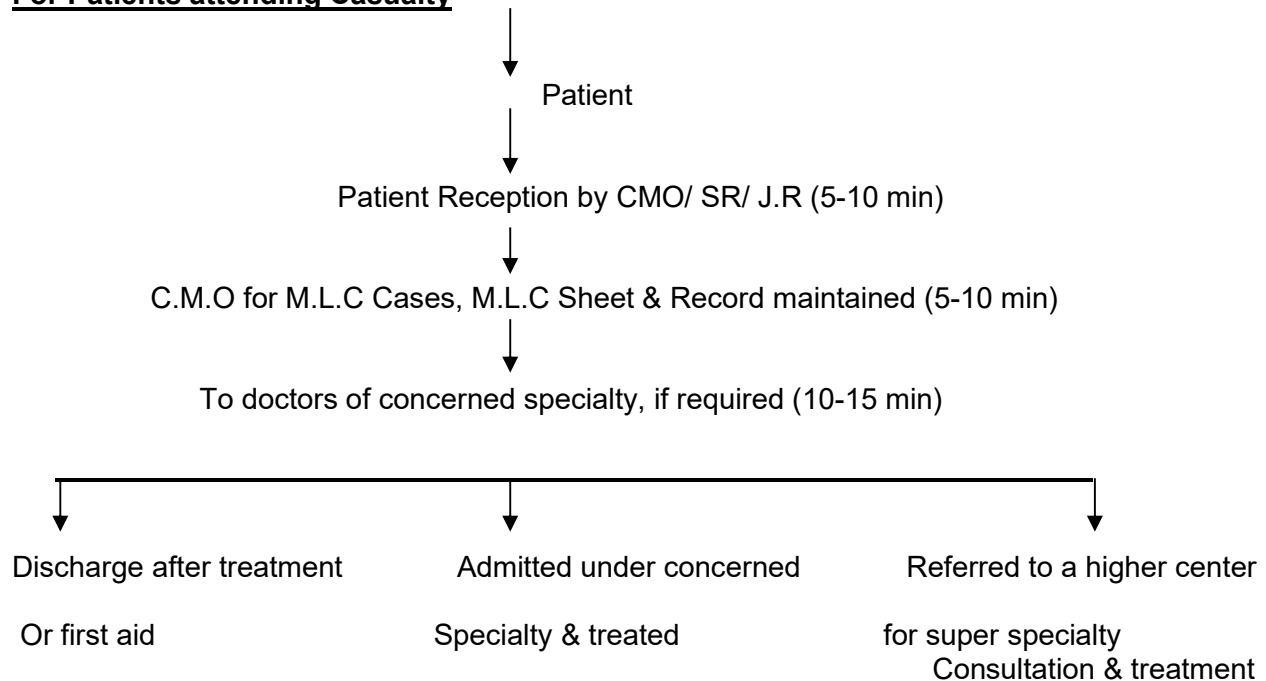 For Patients attending Casualty
Patient
Patient Reception by CMO/ SR/ J.R (5-10 min)
C.M.O for M.L.C Cases, M.L.C Sheet & Record maintained (5-10 min)
To doctors of concerned specialty, if required (10-15 min)
Discharge after treatment
Or first aid
Admitted under concerned
Specialty & treated
Referred to a higher center
for super specialty
Consultation & treatment